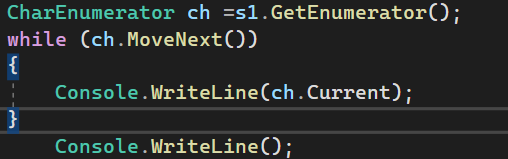 CharEnumerator ch =s1.GetEnumerator();
while (ch.MoveNext())
{
    Console.WriteLine(ch.Current);
}
    Console.WriteLine();